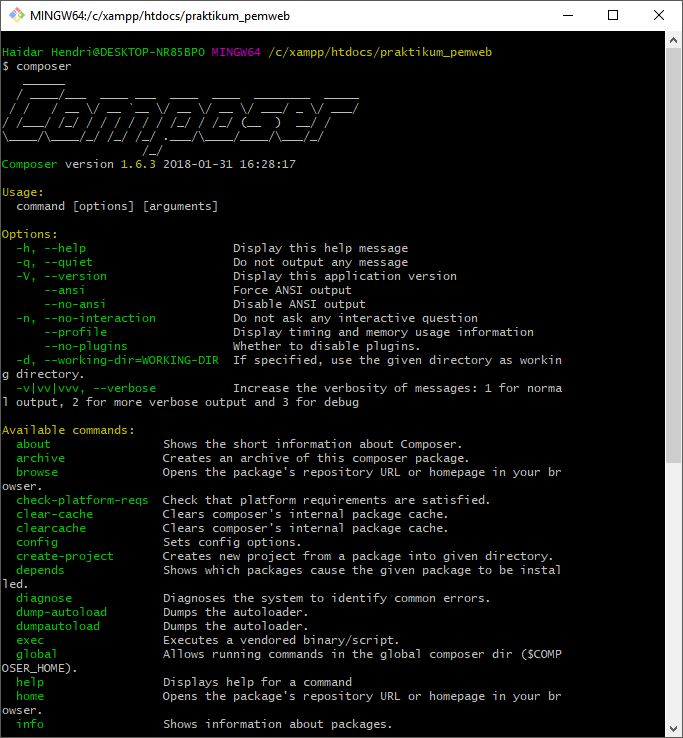 MINGW64:/c/xampp/htdocs/praktikum_pemweb
Haidar Hendri@DESKTOP-NR85BPO MINGW64 /c/xampp/htdocs/praktikum_pemweb
$ composer
Composer
Composer version 1.6.3 2018-01-31 16:28:17
Usage:
command [options] [arguments]
Options:
-h, --help Display this help message
-q, --quiet Do not output any message
-V, --version Display this application version
--ansi Force ANSI output
--no-ansi Disable ANSI output
-n, --no-interaction Do not ask any interactive question
--profile Display timing and memory usage information
--no-plugins Whether to disable plugins.
-d, --working-dir=WORKING-DIR If specified, use the given directory as workin
g directory.
-v|vv|vvv, --verbose Increase the verbosity of messages: 1 for norma
l output, 2 for more verbose output and 3 for debug
Available commands:
about Shows the short information about Composer.
archive Creates an archive of this composer package.
browse Opens the package's repository URL or homepage in your br
owser.
check-platform-reqs Check that platform requirements are satisfied.
clear-cache Clears composer's internal package cache.
clearcache Clears composer's internal package cache.
config Sets config options.
create-project Creates new project from a package into given directory.
depends Shows which packages cause the given package to be instal
led.
diagnose Diagnoses the system to identify common errors.
dump-autoload Dumps the autoloader.
dumpautoload Dumps the autoloader.
exec Executes a vendored binary/script.
global Allows running commands in the global composer dir ($COMP
OSER_HOME).
help Displays help for a command
home Opens the package's repository URL or homepage in your br
owser.
info Shows information about packages.